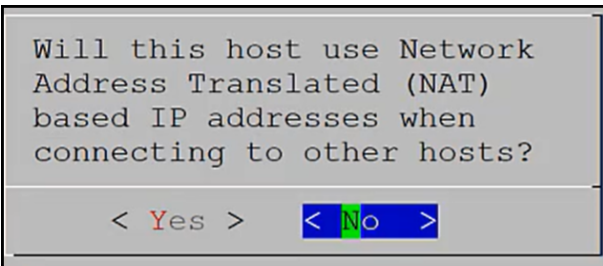 Will this host use Network
Address Translated (NAT)
based IP addresses when
connecting to other hosts?
< Yes > < No >